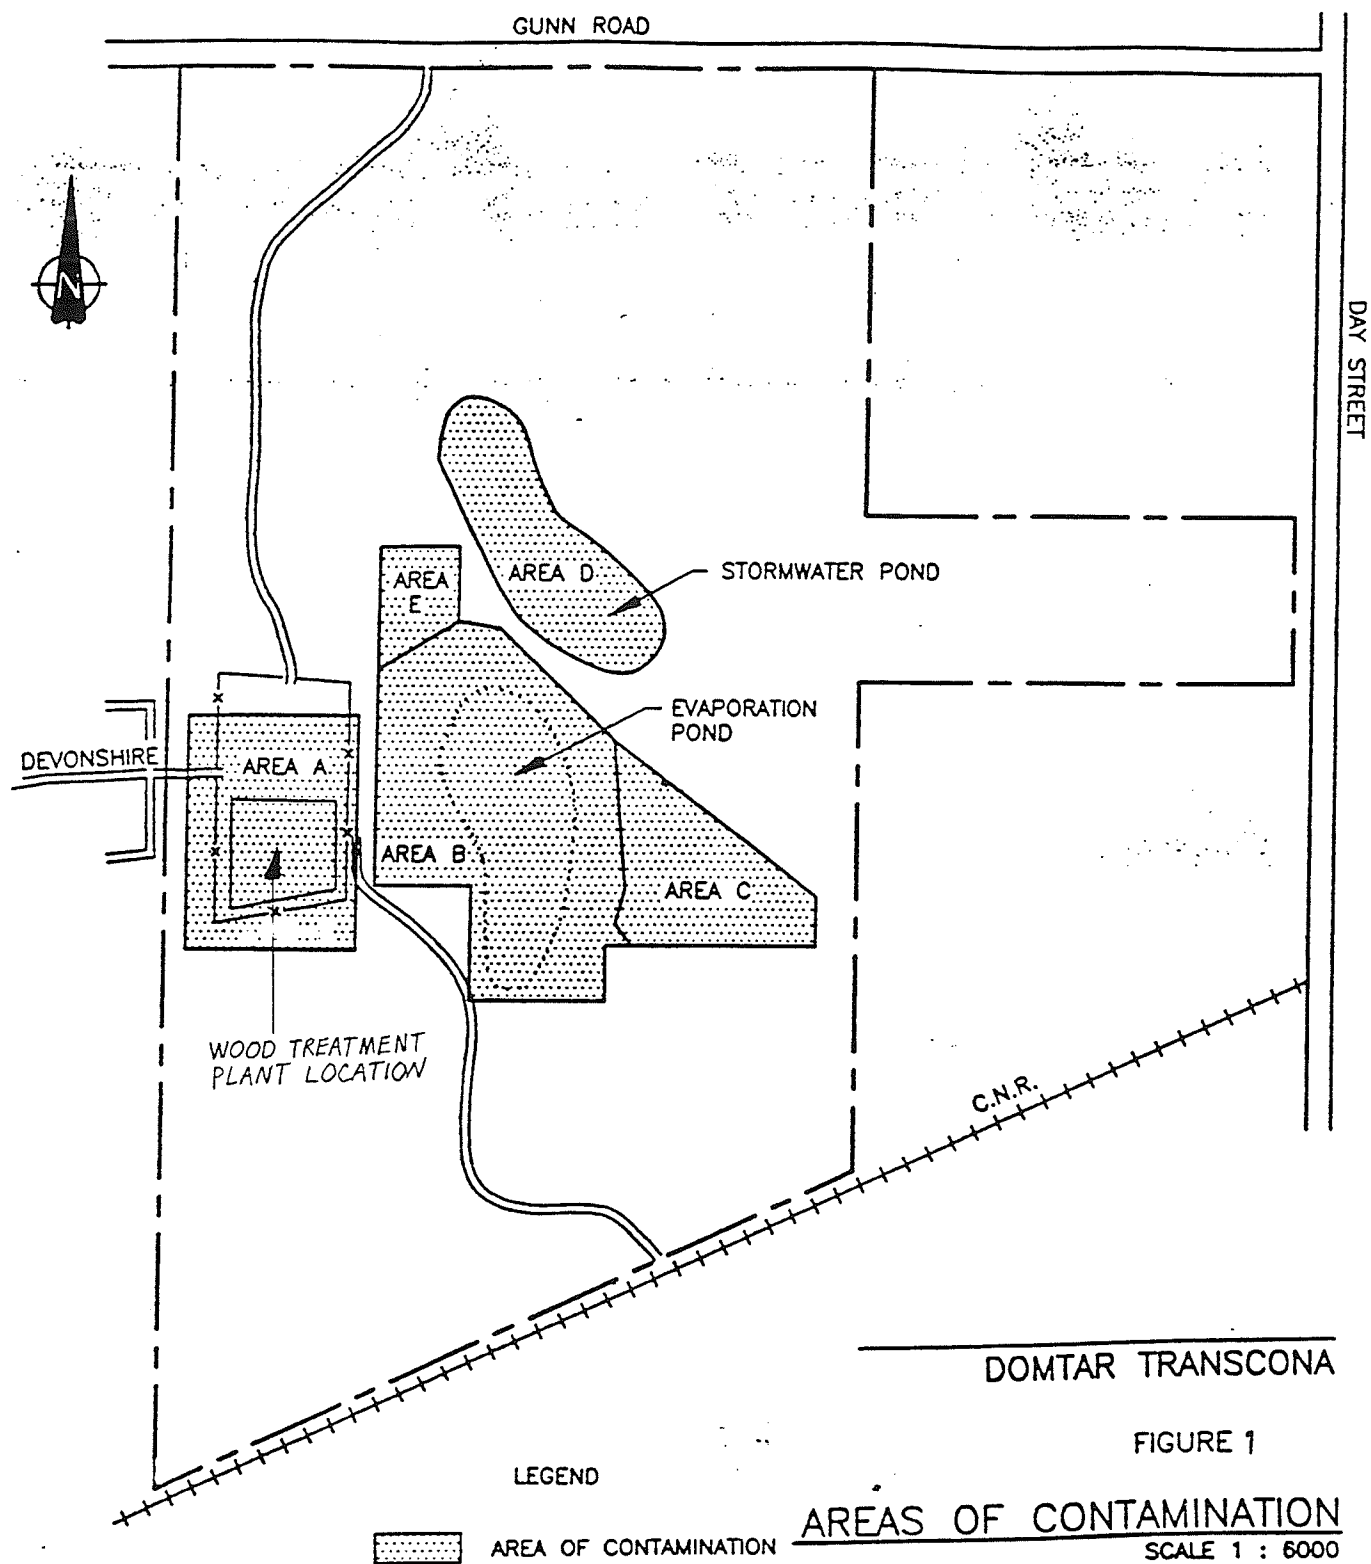 GUNN ROAD
N
DAY STREET
AREA D
STORMWATER POND
AREA
E
EVAPORATION
POND
DEVONSHIRE
AREA A
AREA B
AREA C
WOOD TREATMENT
PLANT LOCATION
C.N.R.
DOMTAR TRANSCONA
FIGURE 1
LEGEND
AREAS OF CONTAMINATION
AREA OF CONTAMINATION
SCALE 1 : 6000